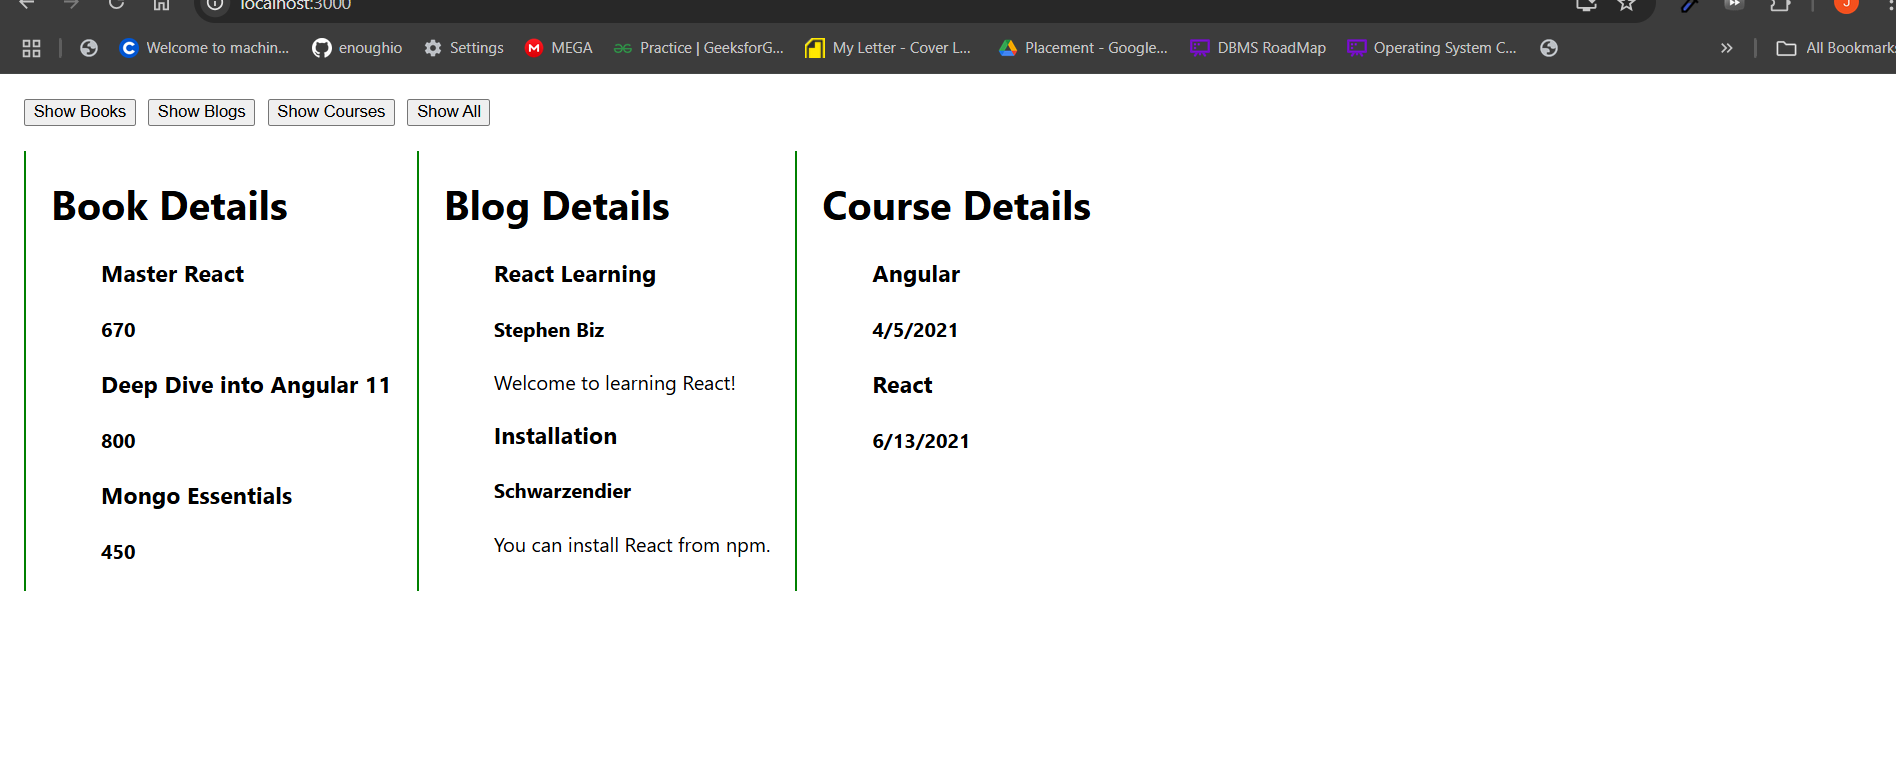 localhost:3000
Welcome to machin... enoughio Settings MEGA Practice | GeeksforG... My Letter - Cover L... Placement - Google... DBMS RoadMap Operating System C... » All Bookmarks
Show Books Show Blogs Show Courses Show All
Book Details
Master React
670
Deep Dive into Angular 11
800
Mongo Essentials
450
Blog Details
React Learning
Stephen Biz
Welcome to learning React!
Installation
Schwarzendier
You can install React from npm.
Course Details
Angular
4/5/2021
React
6/13/2021